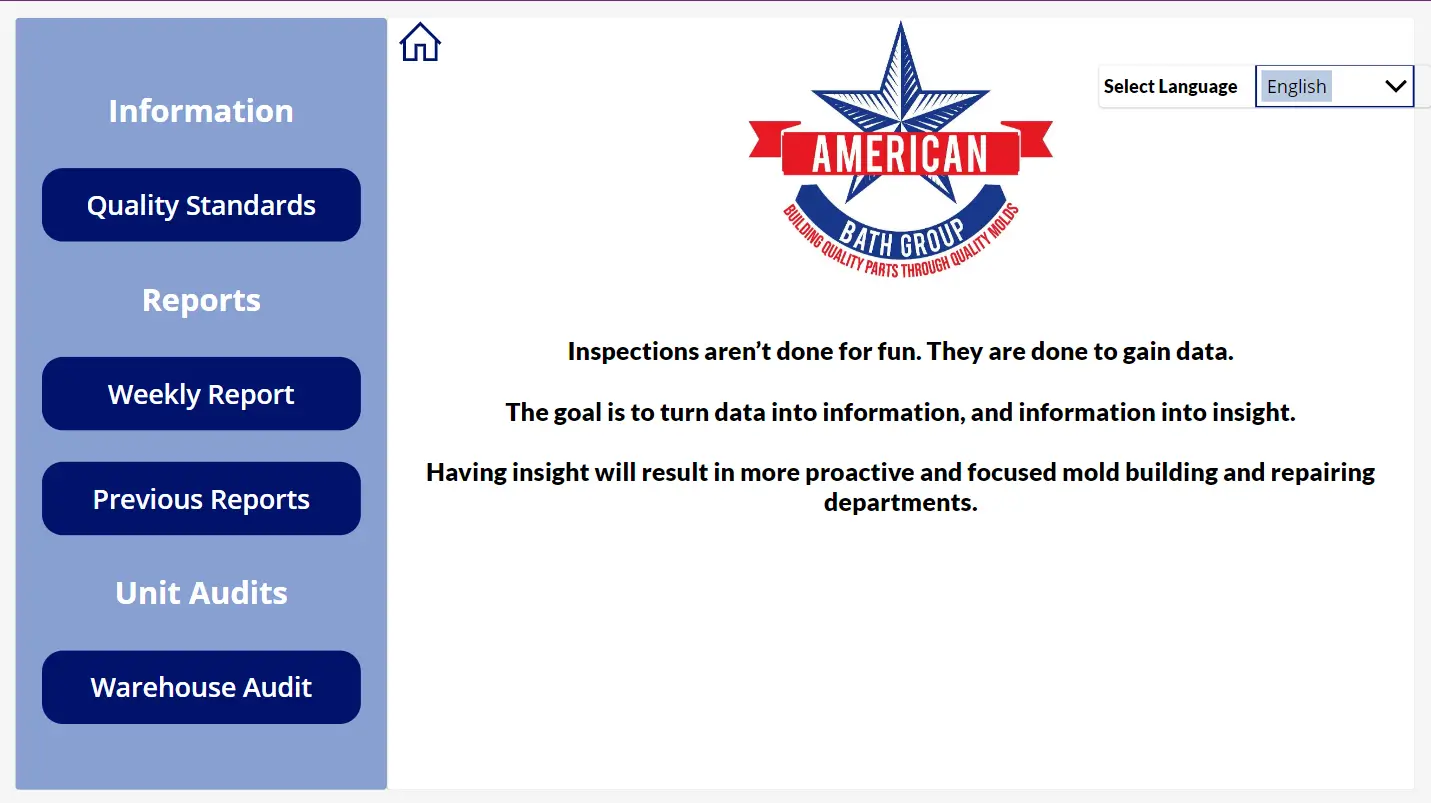 Information
Quality Standards
Reports
Weekly Report
Previous Reports
Unit Audits
Warehouse Audit
AMERICAN
BATH GROUP
BUILDING QUALITY PARTS THROUGH QUALITY MOLDS
Select Language
English
Inspections aren’t done for fun. They are done to gain data.
The goal is to turn data into information, and information into insight.
Having insight will result in more proactive and focused mold building and repairing
departments.